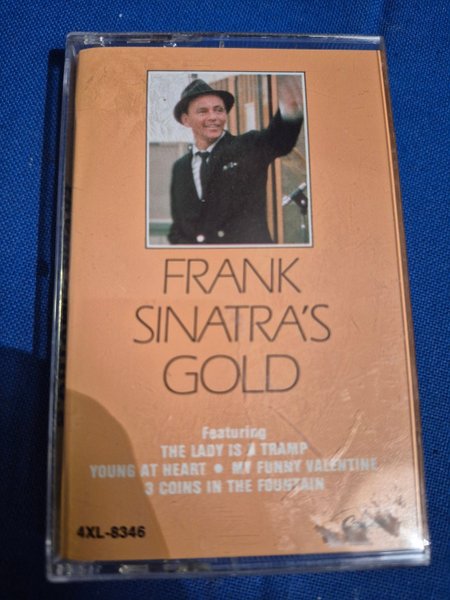 FRANK
SINATRA'S
GOLD
Featuring
THE LADY IS A TRAMP
YOUNG AT HEART • MY FUNNY VALENTINE
3 COINS IN THE FOUNTAIN
4XL-8346